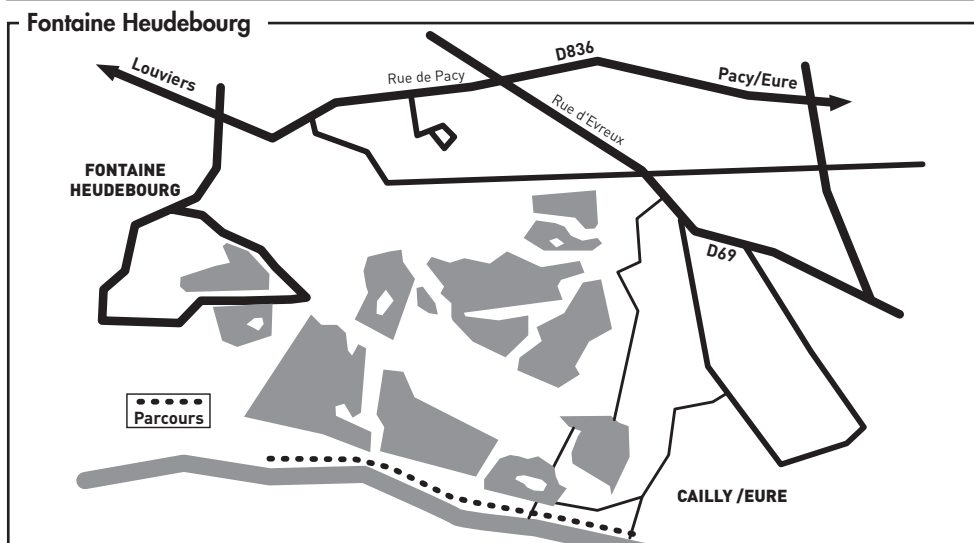 Fontaine Heudebourg
Louviers
Rue de Pacy
D836
Pacy/Eure
Rue d'Evreux
FONTAINE
HEUDEBOURG
D69
Parcours
CAILLY /EURE